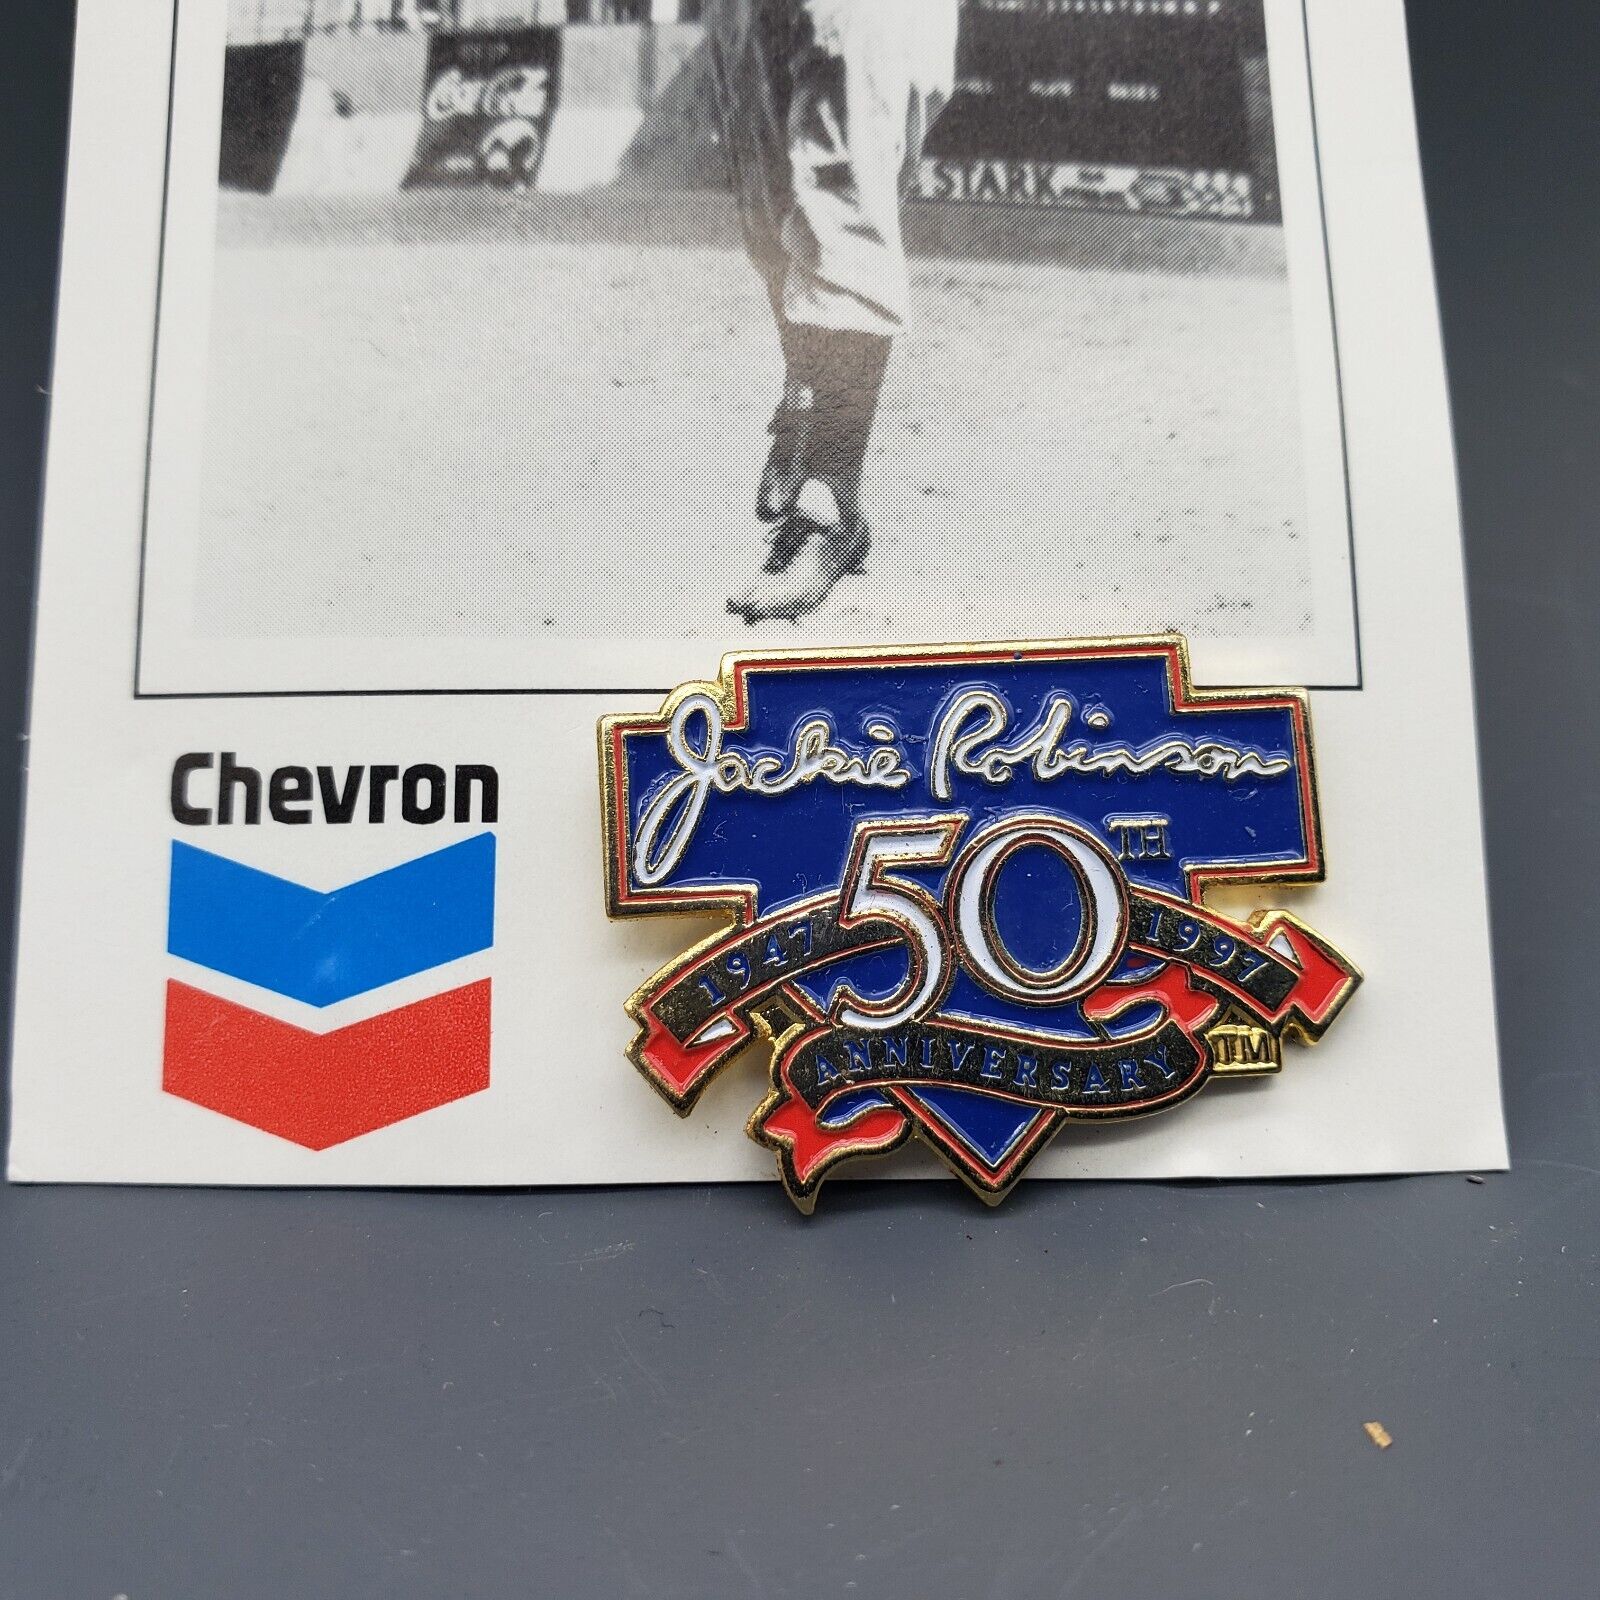 Coca-Cola
STARK
Chevron
Jackie Robinson
50TH
1947 1997
ANNIVERSARY TM